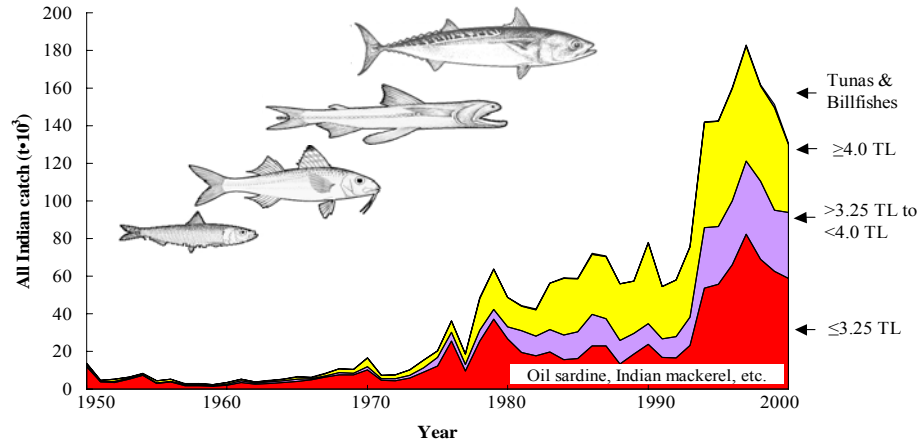 All Indian catch (t•10³)
200
180
160
140
120
100
80
60
40
20
0
1950
1960
1970
1980
1990
2000
Year
Tunas &
Billfishes
≥4.0 TL
>3.25 TL to
<4.0 TL
≤3.25 TL
Oil sardine, Indian mackerel, etc.